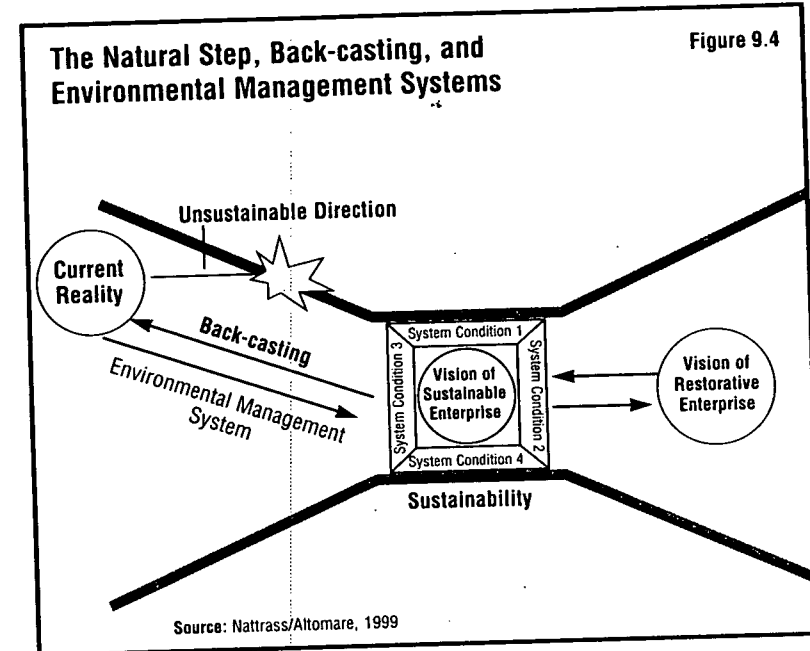 The Natural Step, Back-casting, and
Environmental Management Systems
Figure 9.4
Unsustainable Direction
Current
Reality
Back-casting
Environmental Management
System
System Condition 1
System Condition 3
Vision of
Sustainable
Enterprise
System Condition 2
System Condition 4
Sustainability
Vision of
Restorative
Enterprise
Source: Nattrass/Altomare, 1999